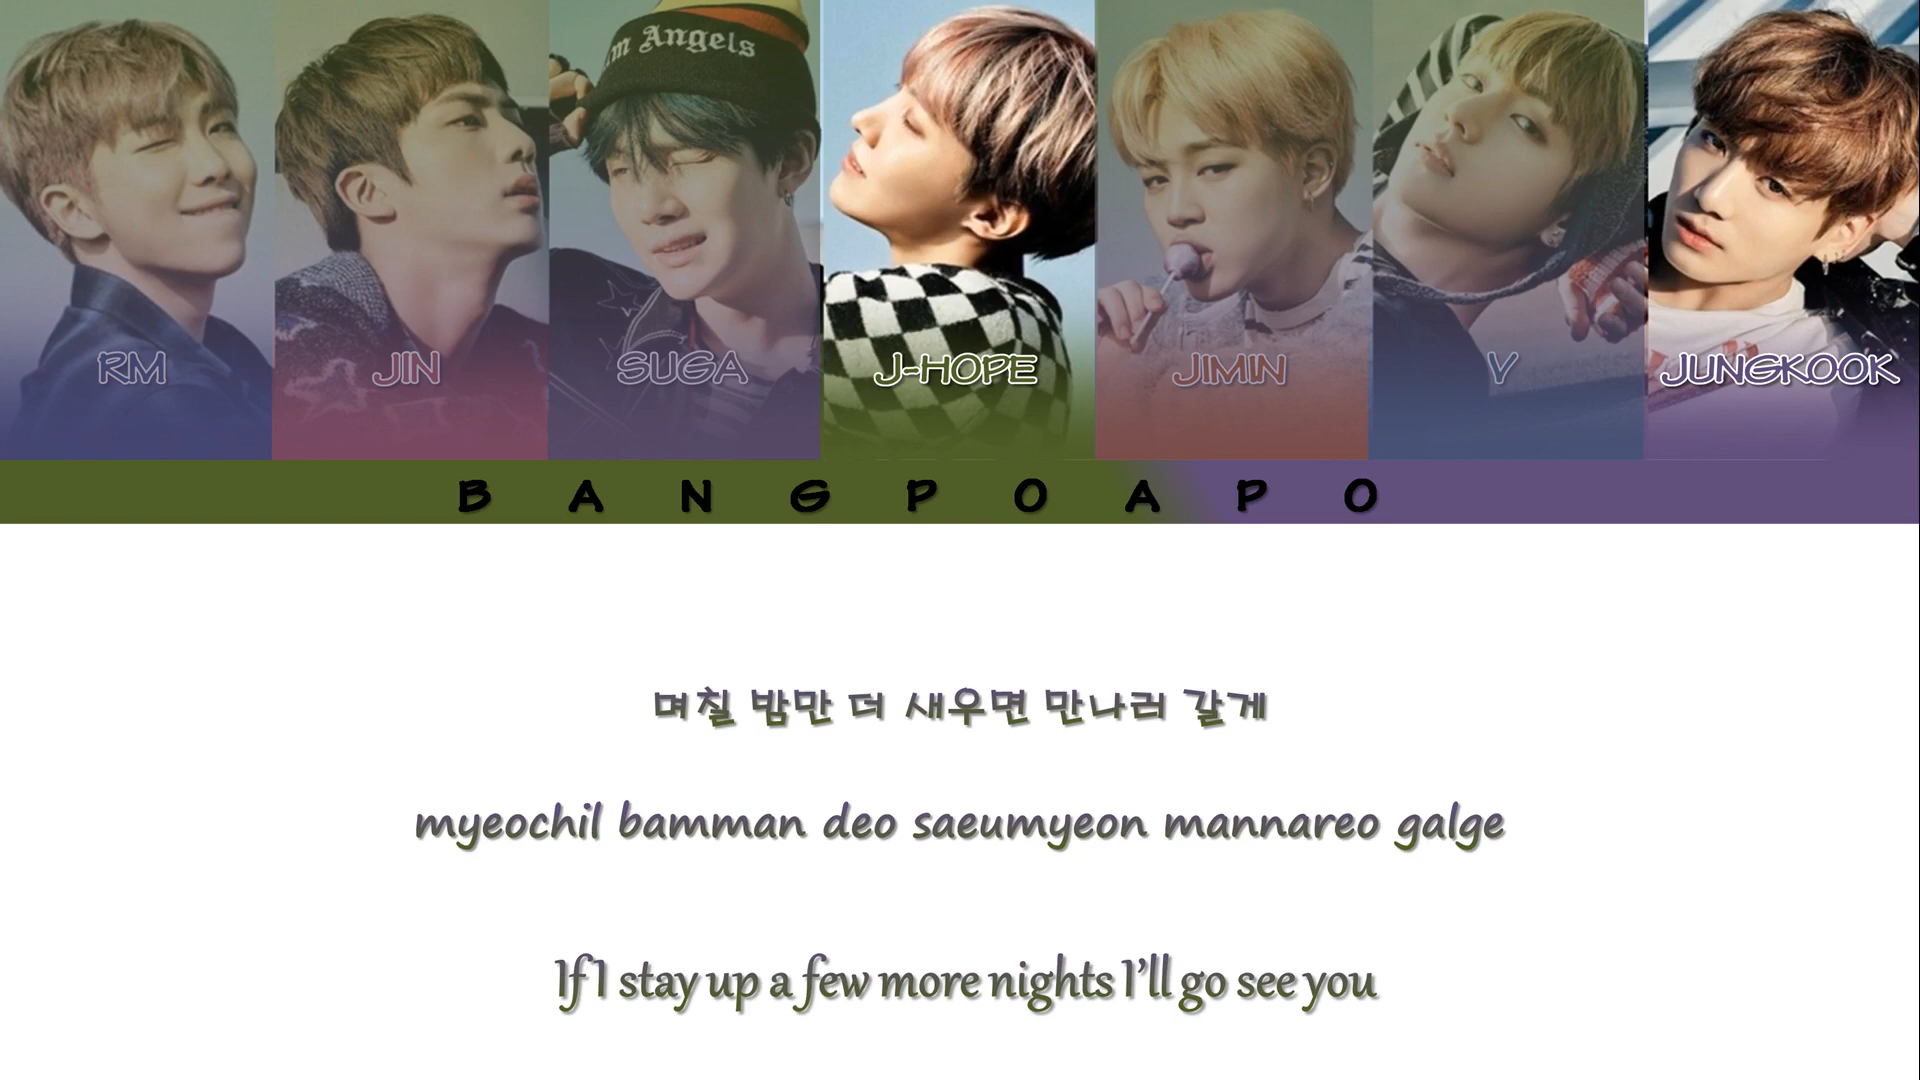 m Angels
RM JIN SUGA J-HOPE JIMIN V JUNGKOOK
B A N G P O A P O
며칠 밤만 더 새우면 만나러 갈게
myeochil bamman deo saeumyeon mannareo galge
If I stay up a few more nights I'll go see you